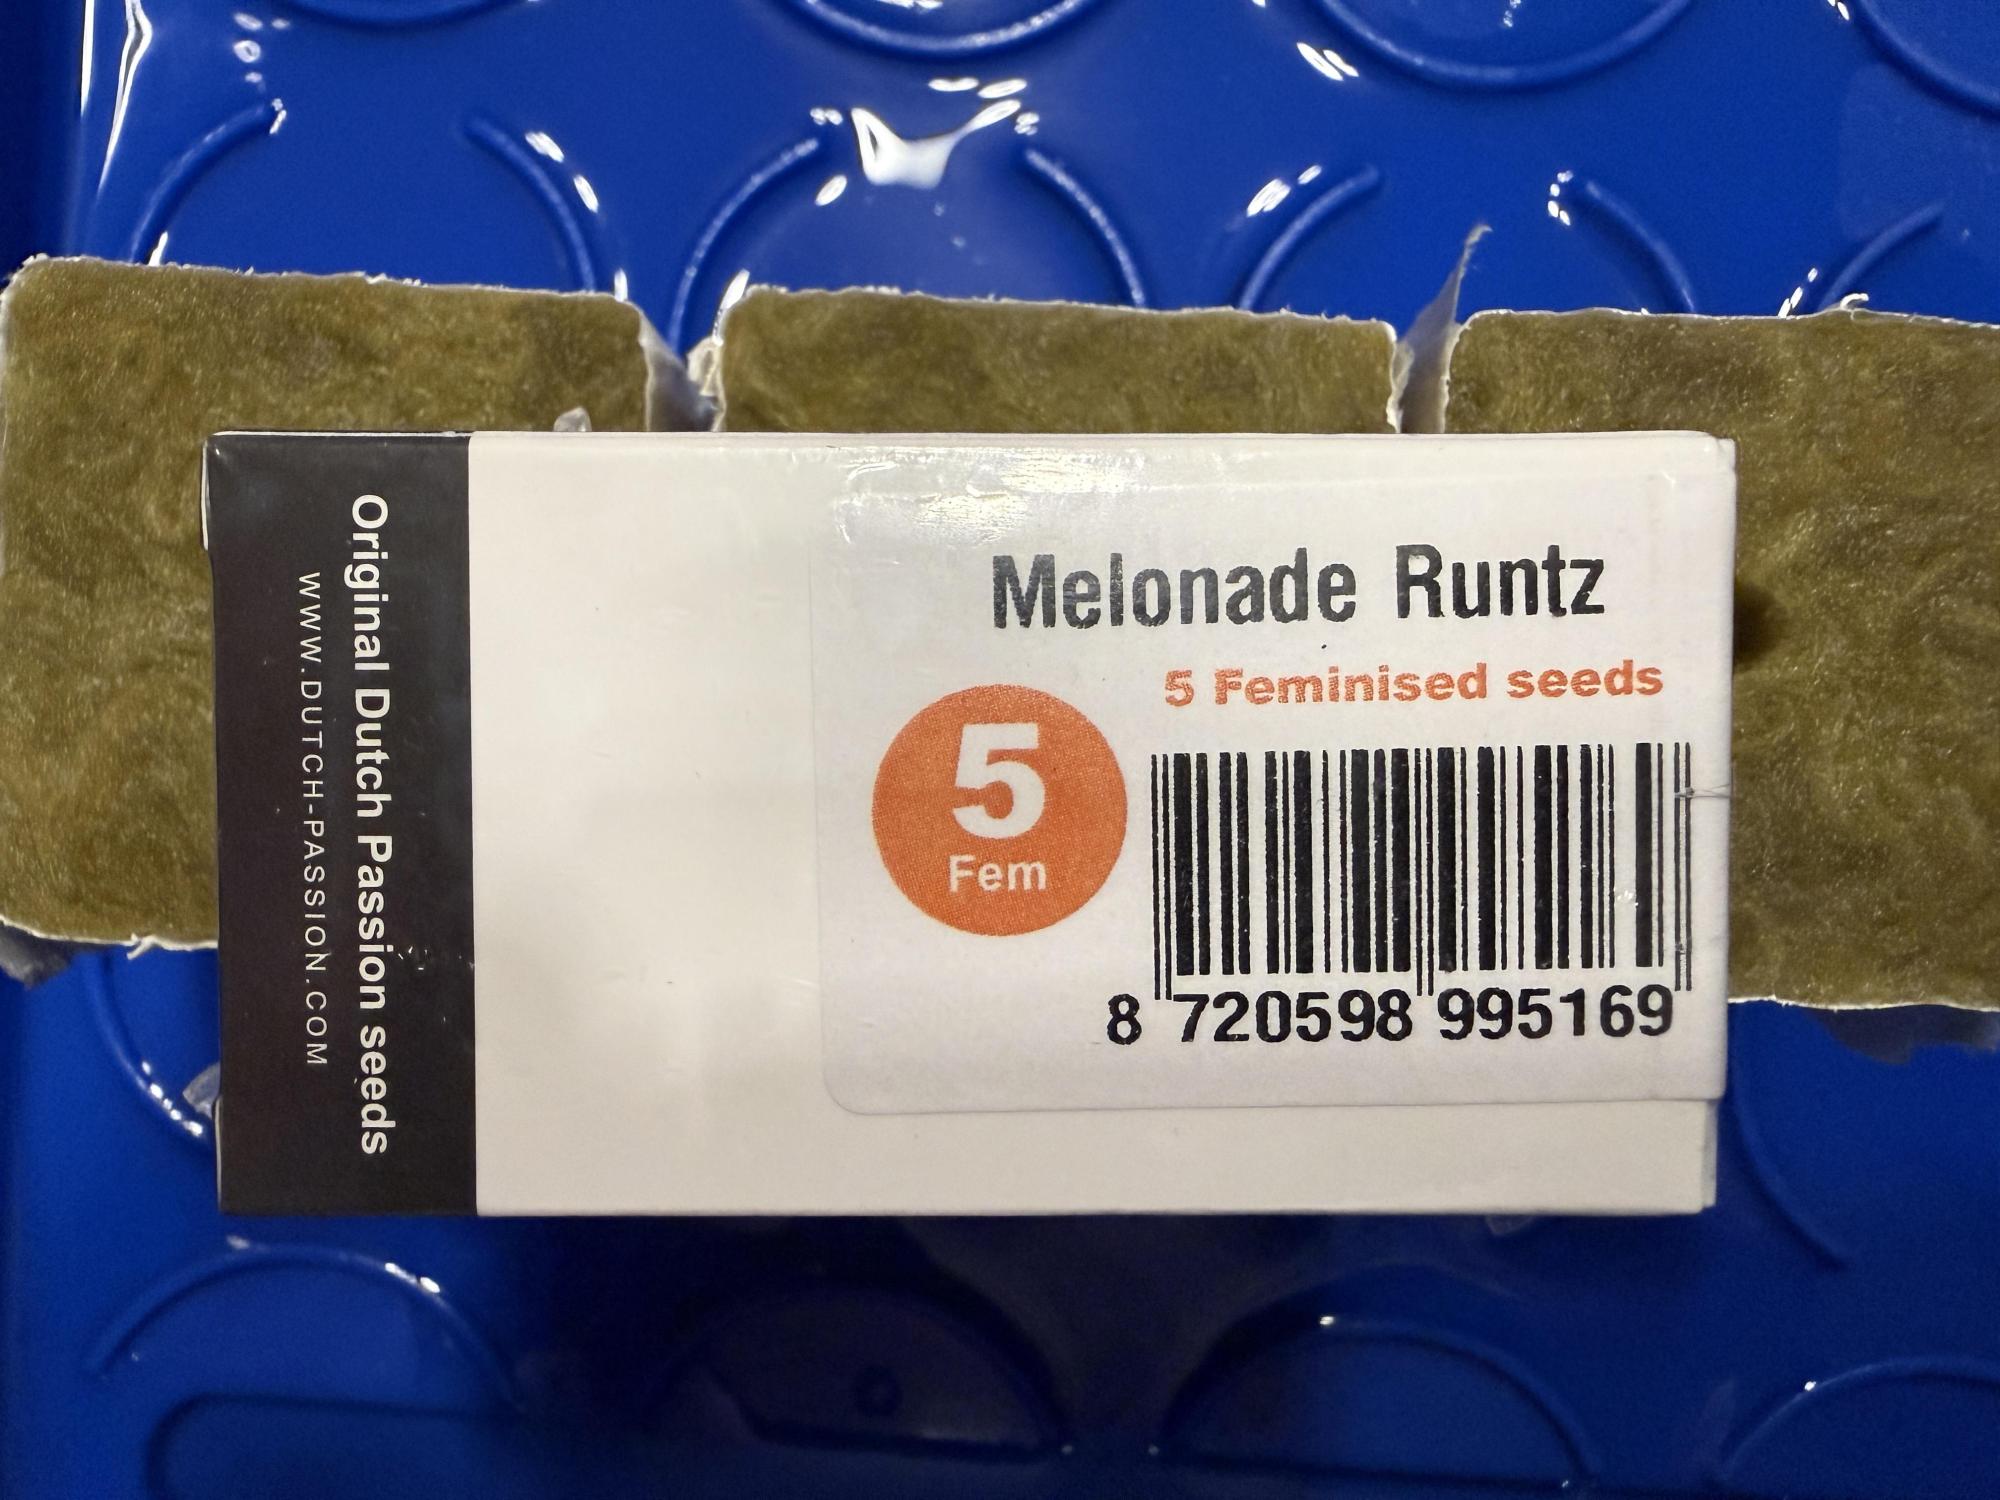 Original Dutch Passion seeds
WWW.DUTCH-PASSION.COM
Melonade Runtz
5 Feminised seeds
5
Fem
8 720598 995169